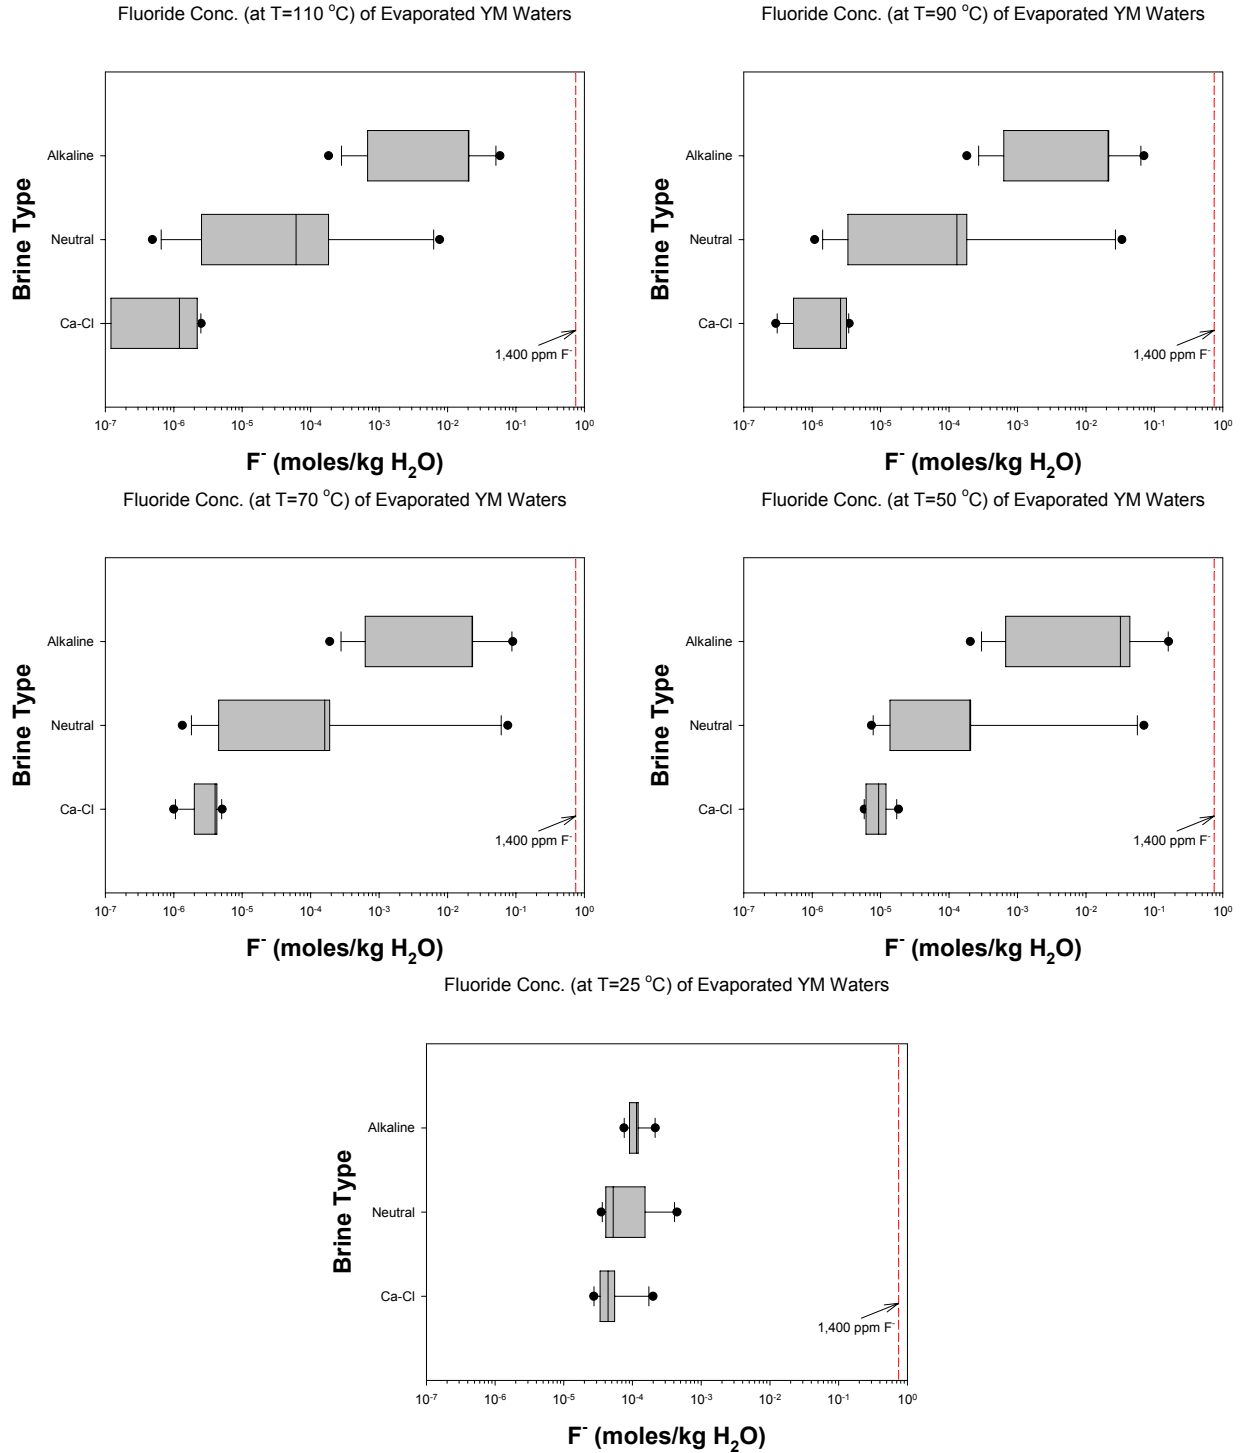 Fluoride Conc. (at T=110 °C) of Evaporated YM Waters
Brine Type
Alkaline
Neutral
Ca-Cl
1,400 ppm F⁻
10⁻⁷ 10⁻⁶ 10⁻⁵ 10⁻⁴ 10⁻³ 10⁻² 10⁻¹ 10⁰
F⁻ (moles/kg H₂O)
Fluoride Conc. (at T=90 °C) of Evaporated YM Waters
Brine Type
Alkaline
Neutral
Ca-Cl
1,400 ppm F⁻
10⁻⁷ 10⁻⁶ 10⁻⁵ 10⁻⁴ 10⁻³ 10⁻² 10⁻¹ 10⁰
F⁻ (moles/kg H₂O)
Fluoride Conc. (at T=70 °C) of Evaporated YM Waters
Brine Type
Alkaline
Neutral
Ca-Cl
1,400 ppm F⁻
10⁻⁷ 10⁻⁶ 10⁻⁵ 10⁻⁴ 10⁻³ 10⁻² 10⁻¹ 10⁰
F⁻ (moles/kg H₂O)
Fluoride Conc. (at T=50 °C) of Evaporated YM Waters
Brine Type
Alkaline
Neutral
Ca-Cl
1,400 ppm F⁻
10⁻⁷ 10⁻⁶ 10⁻⁵ 10⁻⁴ 10⁻³ 10⁻² 10⁻¹ 10⁰
F⁻ (moles/kg H₂O)
Fluoride Conc. (at T=25 °C) of Evaporated YM Waters
Brine Type
Alkaline
Neutral
Ca-Cl
1,400 ppm F⁻
10⁻⁷ 10⁻⁶ 10⁻⁵ 10⁻⁴ 10⁻³ 10⁻² 10⁻¹ 10⁰
F⁻ (moles/kg H₂O)